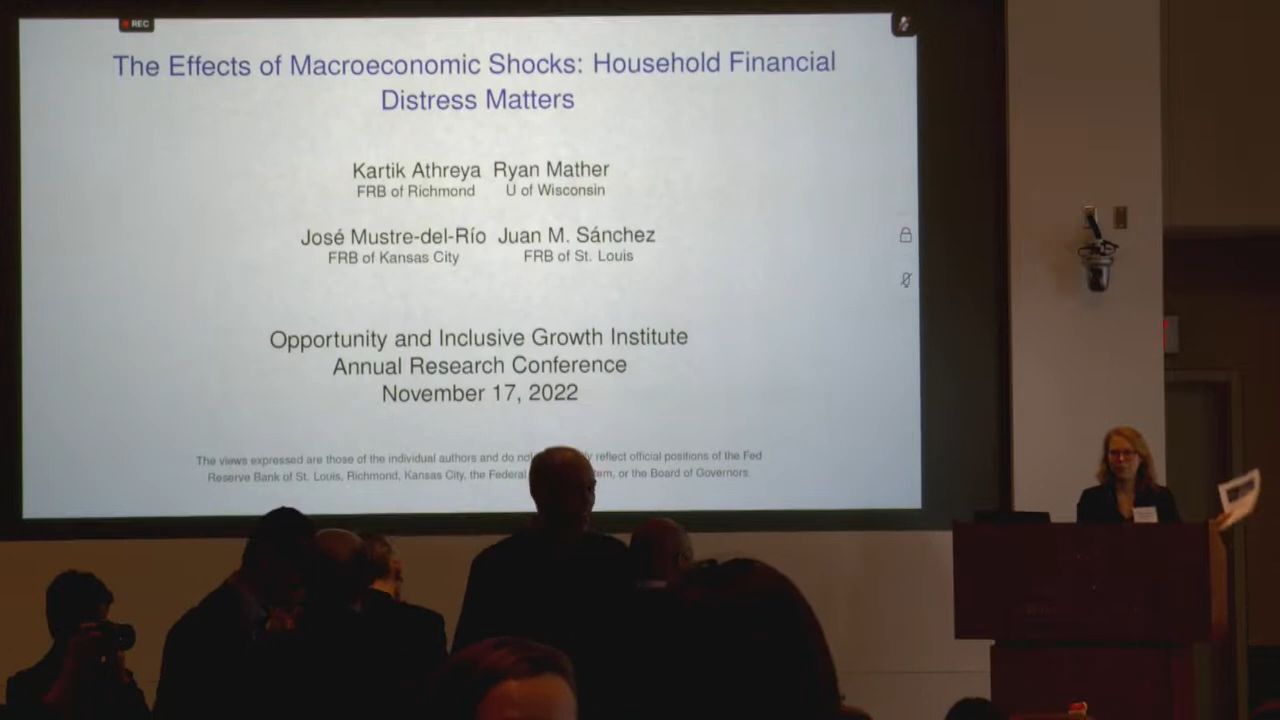 REC
The Effects of Macroeconomic Shocks: Household Financial
Distress Matters
Kartik Athreya Ryan Mather
FRB of Richmond U of Wisconsin
José Mustre-del-Río Juan M. Sánchez
FRB of Kansas City FRB of St. Louis
Opportunity and Inclusive Growth Institute
Annual Research Conference
November 17, 2022
The views expressed are those of the individual authors and do reflect official positions of the Fed
Reserve Bank of St. Louis, Richmond, Kansas City, the Federal or the Board of Governors.